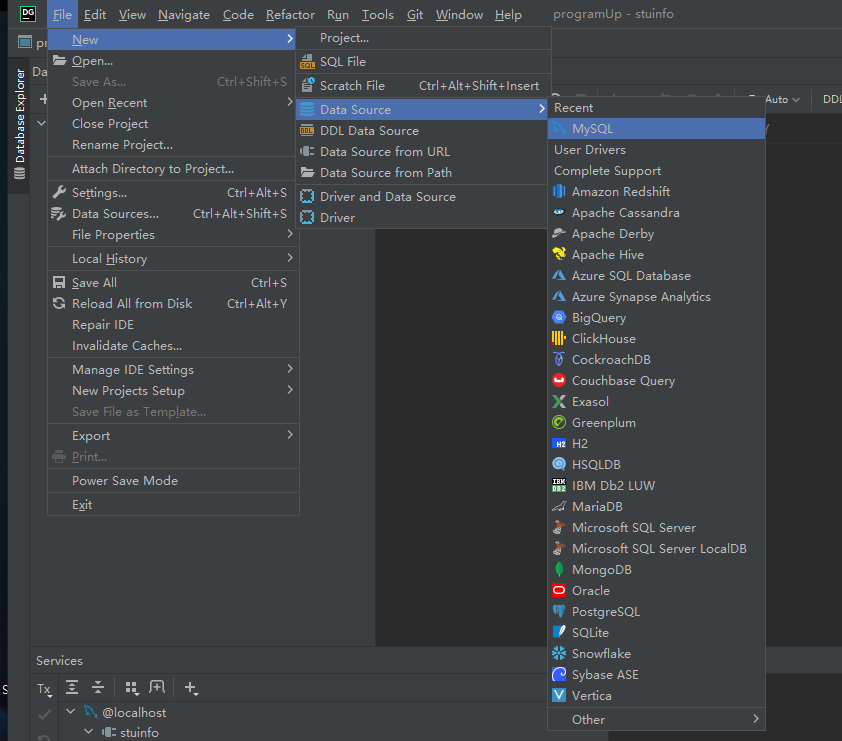 DG File Edit View Navigate Code Refactor Run Tools Git Window Help programUp - stuinfo
Database Explorer
New
Open...
Save As... Ctrl+Shift+S
Open Recent
Close Project
Rename Project...
Attach Directory to Project...
Settings... Ctrl+Alt+S
Data Sources... Ctrl+Alt+Shift+S
File Properties
Local History
Save All Ctrl+S
Reload All from Disk Ctrl+Alt+Y
Repair IDE
Invalidate Caches...
Manage IDE Settings
New Projects Setup
Save File as Template...
Export
Print...
Power Save Mode
Exit
Project...
SQL File
Scratch File Ctrl+Alt+Shift+Insert
Data Source
DDL Data Source
Data Source from URL
Data Source from Path
Driver and Data Source
Driver
Auto DDL
Recent
MySQL
User Drivers
Complete Support
Amazon Redshift
Apache Cassandra
Apache Derby
Apache Hive
Azure SQL Database
Azure Synapse Analytics
BigQuery
ClickHouse
CockroachDB
Couchbase Query
Exasol
Greenplum
H2
HSQLDB
IBM Db2 LUW
MariaDB
Microsoft SQL Server
Microsoft SQL Server LocalDB
MongoDB
Oracle
PostgreSQL
SQLite
Snowflake
Sybase ASE
Vertica
Other
Services
Tx
@localhost
stuinfo